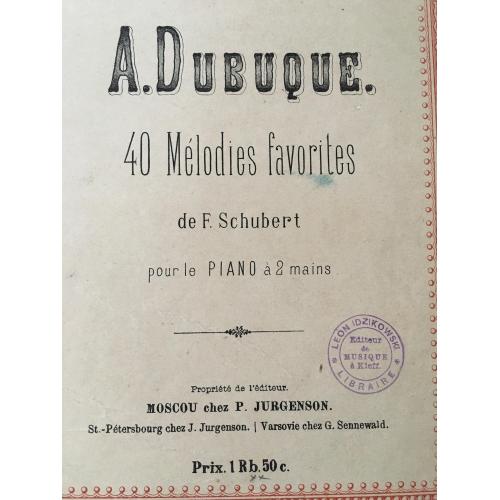 A. DUBUQUE.
40 Mélodies favorites
de F. Schubert
pour le PIANO à 2 mains
LEON IDZIKOWSKI
Editeur
de
MUSIQUE
à Kieff.
LIBRAIRE
Propriété de l'éditeur.
MOSCOU chez P. JURGENSON.
St.-Pétersbourg chez J. Jurgenson. | Varsovie chez G. Sennewald.
Prix. 1 Rb. 50 c.